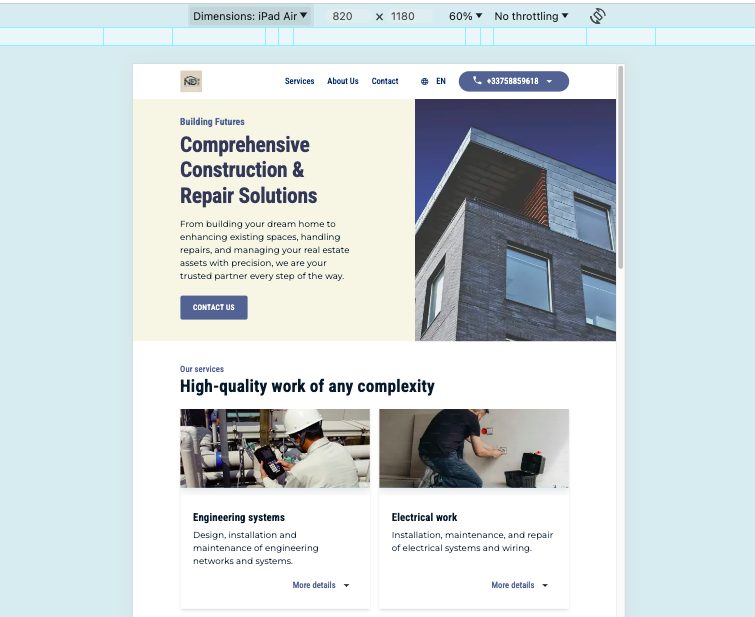 Dimensions: iPad Air 820 x 1180 60% No throttling
Services About Us Contact EN +33758859618
Building Futures
Comprehensive
Construction &
Repair Solutions
From building your dream home to
enhancing existing spaces, handling
repairs, and managing your real estate
assets with precision, we are your
trusted partner every step of the way.
CONTACT US
Our services
High-quality work of any complexity
Engineering systems
Design, installation and
maintenance of engineering
networks and systems.
More details
Electrical work
Installation, maintenance, and repair
of electrical systems and wiring.
More details